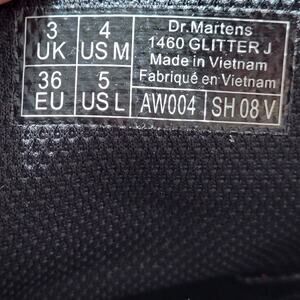 3 UK 4 US M
36 EU 5 US L
Dr.Martens
1460 GLITTER J
Made in Vietnam
Fabriqué en Vietnam
AW004 SH 08 V